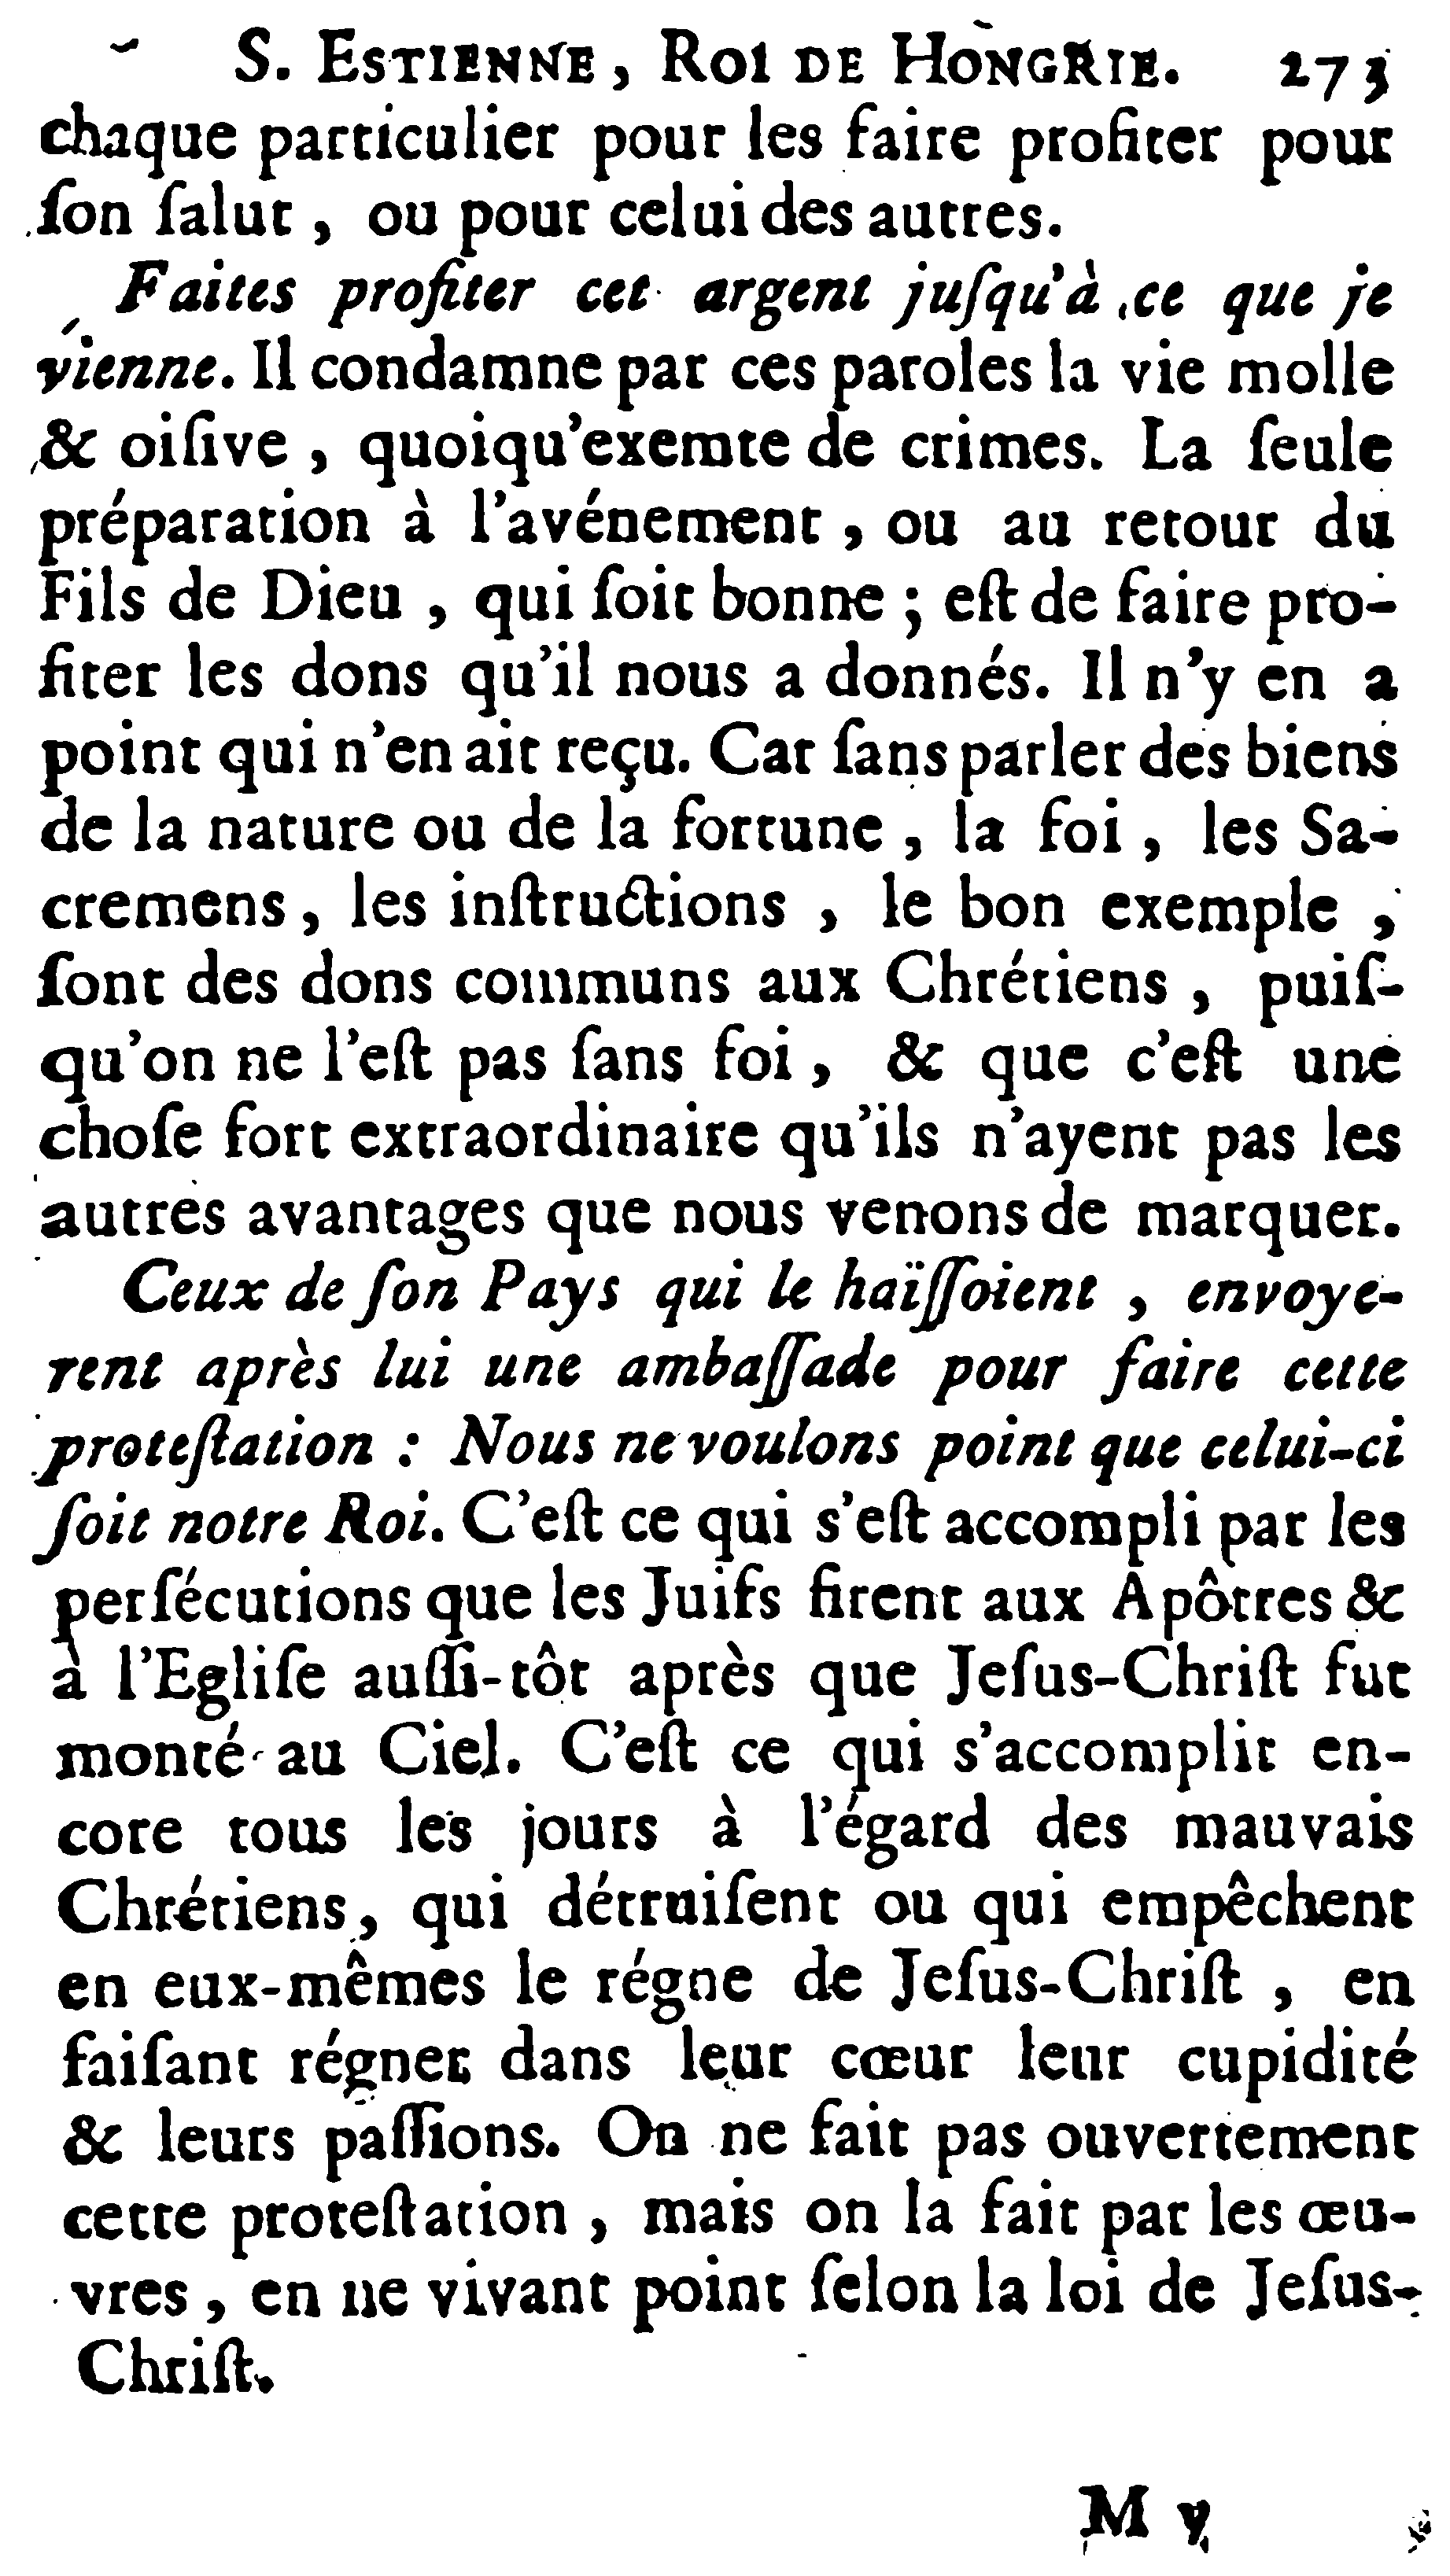 S. ESTIENNE, ROI DE HONGRIE. 273
chaque particulier pour les faire profiter pour
ſon ſalut, ou pour celui des autres.
Faites profiter cet argent juſqu'à ce que je
vienne. Il condamne par ces paroles la vie molle
& oiſive, quoiqu'exemte de crimes. La ſeule
préparation à l'avénement, ou au retour du
Fils de Dieu, qui ſoit bonne; eſt de faire pro-
fiter les dons qu'il nous a donnés. Il n'y en a
point qui n'en ait reçu. Car ſans parler des biens
de la nature ou de la fortune, la foi, les Sa-
cremens, les inſtructions, le bon exemple,
ſont des dons communs aux Chrétiens, puiſ-
qu'on ne l'eſt pas ſans foi, & que c'eſt une
choſe fort extraordinaire qu'ils n'ayent pas les
autres avantages que nous venons de marquer.
Ceux de ſon Pays qui le haïſſoient, envoye-
rent après lui une ambaſſade pour faire cette
proteſtation : Nous ne voulons point que celui-ci
ſoit notre Roi. C'eſt ce qui s'eſt accompli par les
perſécutions que les Juifs firent aux Apôtres &
à l'Egliſe auſſi-tôt après que Jeſus-Chriſt fut
monté au Ciel. C'eſt ce qui s'accomplit en-
core tous les jours à l'égard des mauvais
Chrétiens, qui détruiſent ou qui empêchent
en eux-mêmes le régne de Jeſus-Chriſt, en
faiſant régner dans leur cœur leur cupidité
& leurs paſſions. On ne fait pas ouvertement
cette proteſtation, mais on la fait par les œu-
vres, en ne vivant point ſelon la loi de Jeſus-
Chriſt.
M v